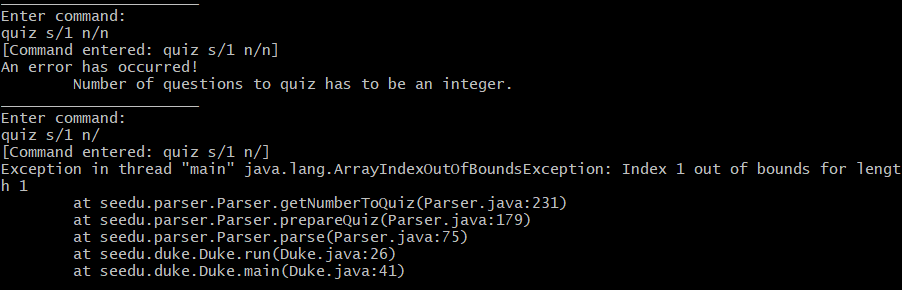 Enter command:
quiz s/1 n/n
[Command entered: quiz s/1 n/n]
An error has occurred!
Number of questions to quiz has to be an integer.
Enter command:
quiz s/1 n/
[Command entered: quiz s/1 n/]
Exception in thread "main" java.lang.ArrayIndexOutOfBoundsException: Index 1 out of bounds for lengt
h 1
at seedu.parser.Parser.getNumberToQuiz(Parser.java:231)
at seedu.parser.Parser.prepareQuiz(Parser.java:179)
at seedu.parser.Parser.parse(Parser.java:75)
at seedu.duke.Duke.run(Duke.java:26)
at seedu.duke.Duke.main(Duke.java:41)